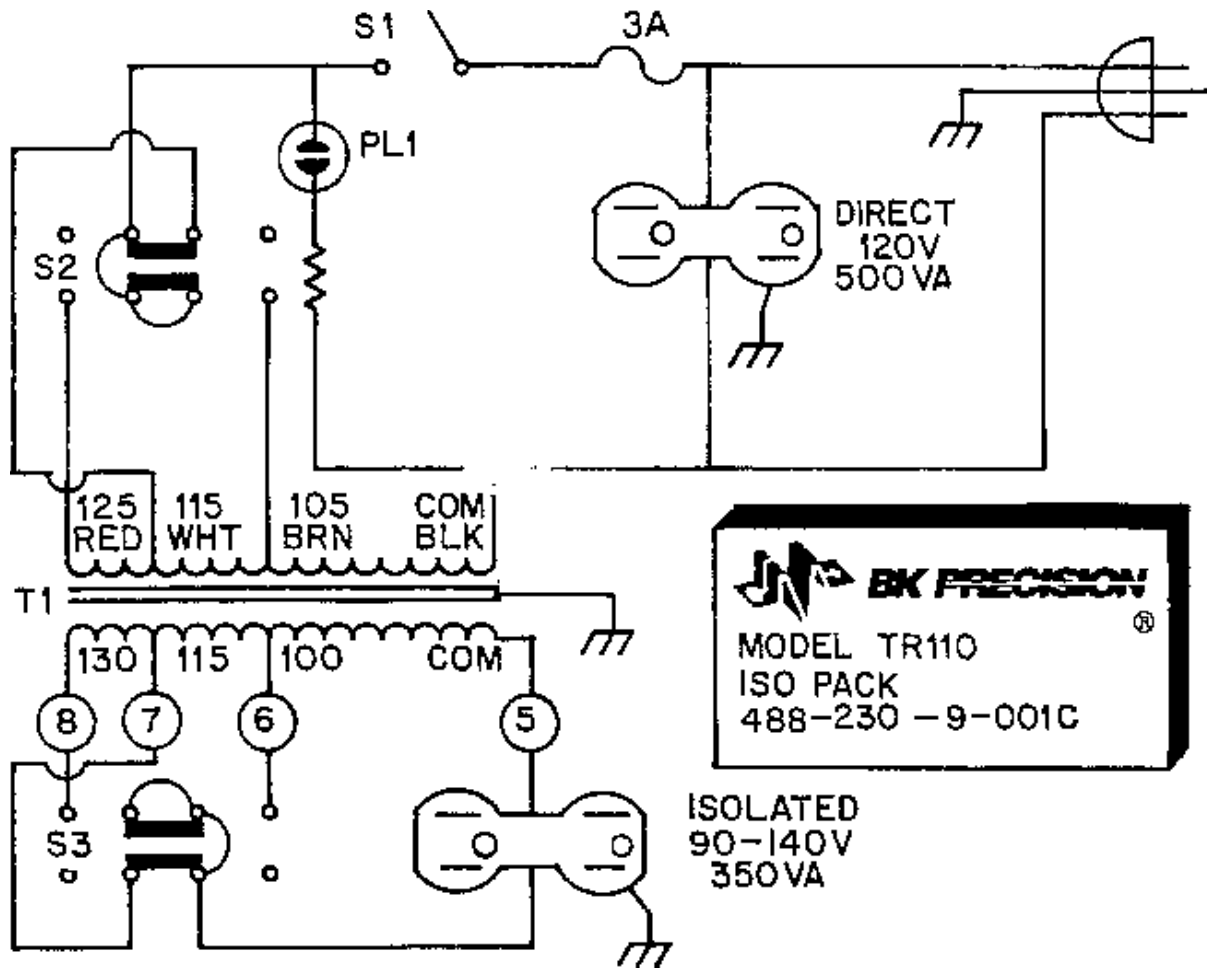 S1
3A
PL1
DIRECT
120V
500VA
S2
125
RED
115
WHT
105
BRN
COM
BLK
T1
130
115
100
COM
8
7
6
5
S3
BK PRECISION
®
MODEL TR110
ISO PACK
488-230-9-001C
ISOLATED
90-140V
350VA